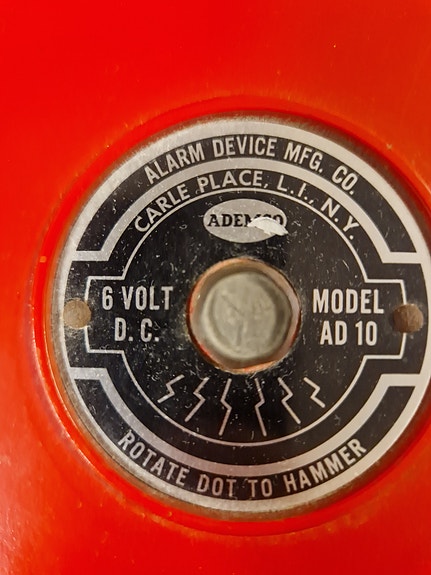 ALARM DEVICE MFG. CO.
CARLE PLACE, L.I., N.Y.
ADEMCO
6 VOLT
D. C.
MODEL
AD 10
ROTATE DOT TO HAMMER